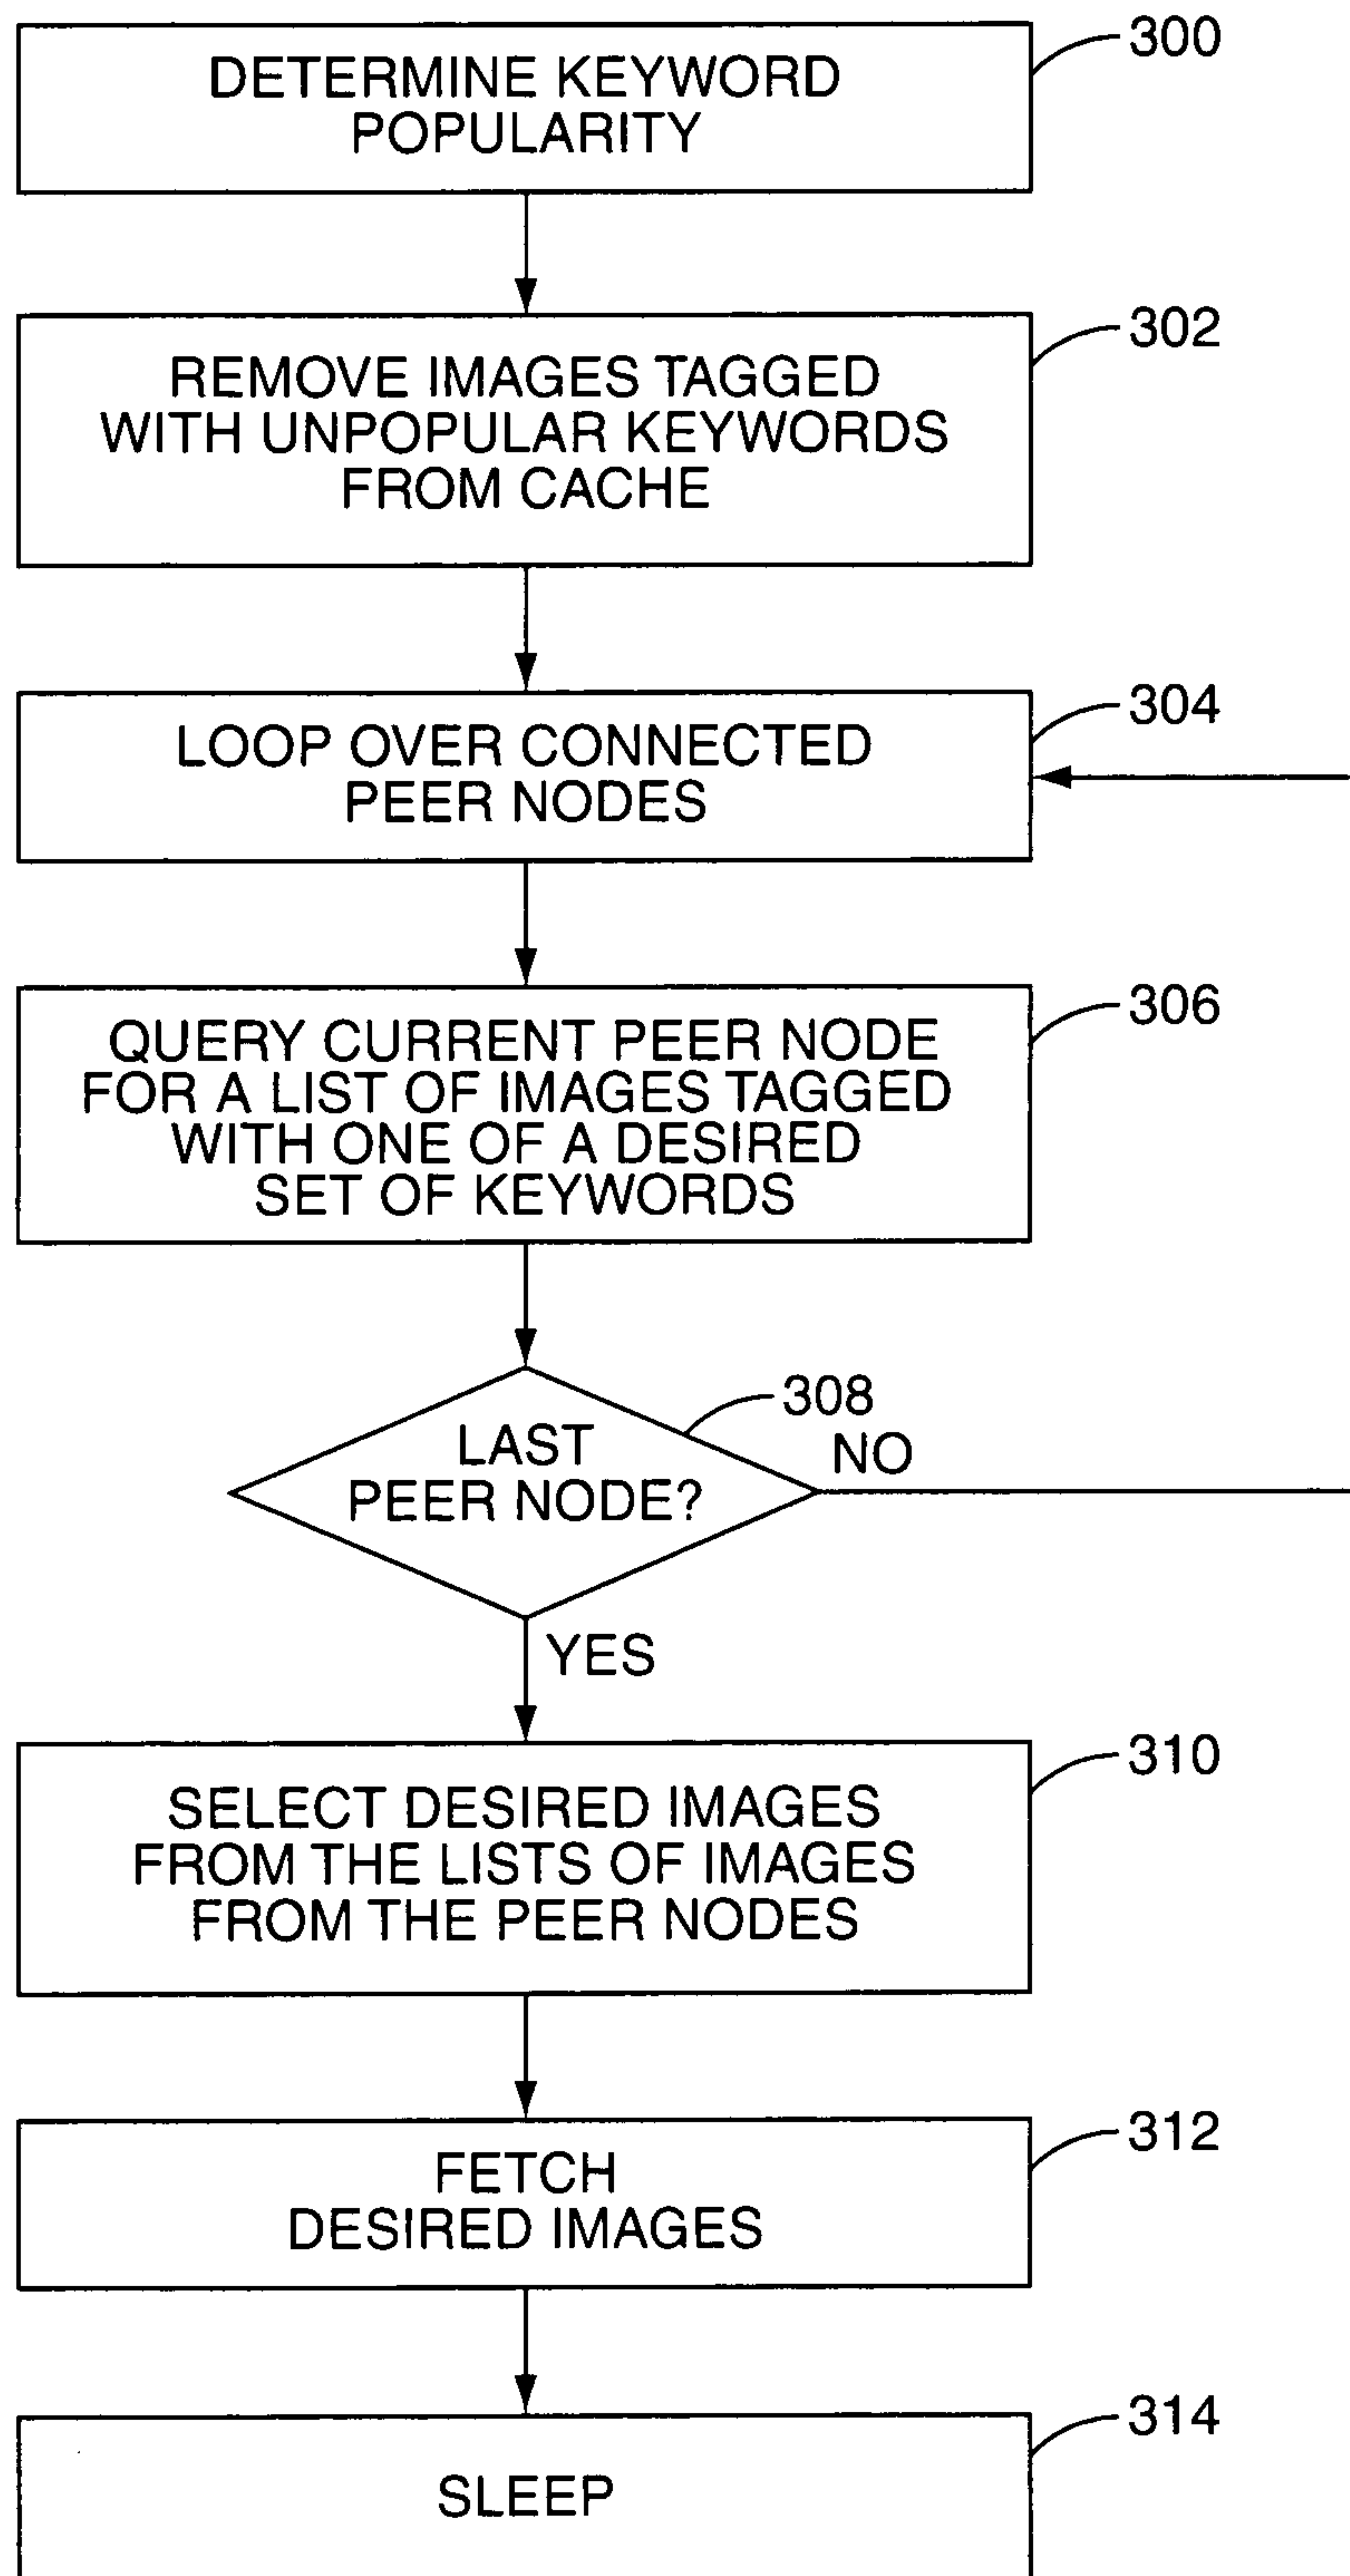 300
DETERMINE KEYWORD
POPULARITY
302
REMOVE IMAGES TAGGED
WITH UNPOPULAR KEYWORDS
FROM CACHE
304
LOOP OVER CONNECTED
PEER NODES
306
QUERY CURRENT PEER NODE
FOR A LIST OF IMAGES TAGGED
WITH ONE OF A DESIRED
SET OF KEYWORDS
308
LAST
PEER NODE?
NO
YES
310
SELECT DESIRED IMAGES
FROM THE LISTS OF IMAGES
FROM THE PEER NODES
312
FETCH
DESIRED IMAGES
314
SLEEP